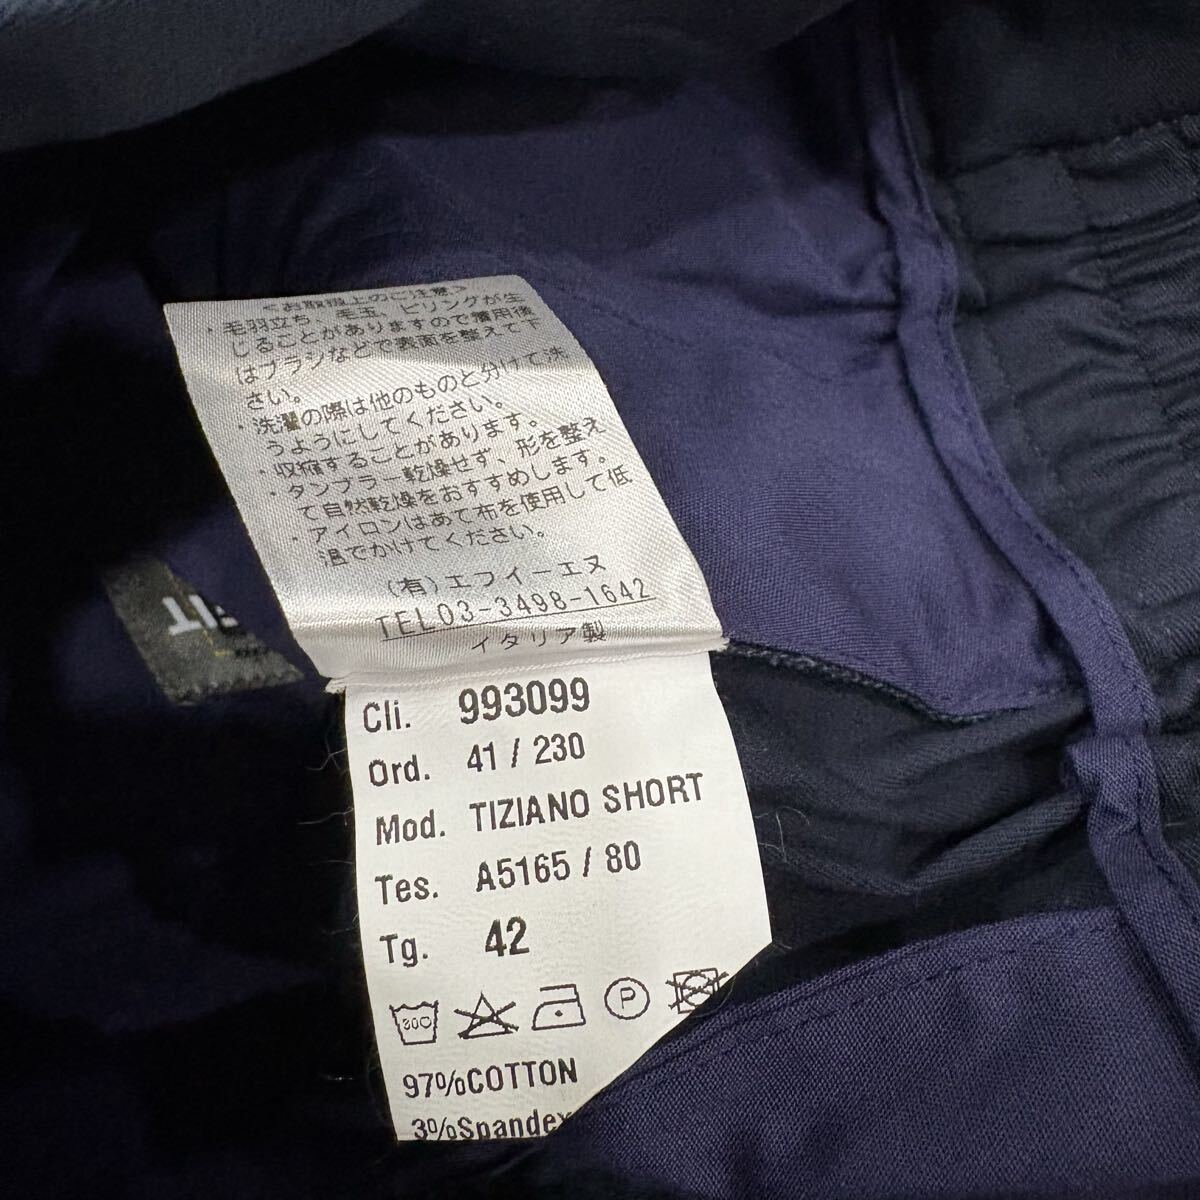 <お取扱上のご注意>
・毛羽立ち、毛玉、ピリングが生
じることがありますので着用後
はブラシなどで表面を整えて下
さい。
・洗濯の際は他のものと分けて洗
うようにしてください。
・収縮することがあります。
・タンブラー乾燥せず、形を整え
て自然乾燥をおすすめします。
・アイロンはあて布を使用して低
温でかけてください。
(有)エフイーエヌ
TEL03-3498-1642
イタリア製
Cli. 993099
Ord. 41 / 230
Mod. TIZIANO SHORT
Tes. A5165 / 80
Tg. 42
30C
P
97%COTTON
3%Spandex